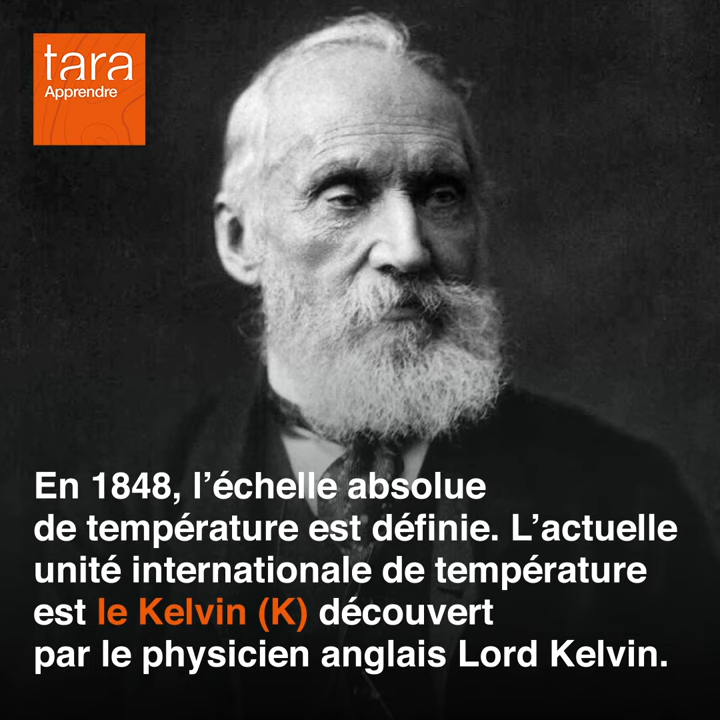 tara
Apprendre
En 1848, l’échelle absolue
de température est définie. L’actuelle
unité internationale de température
est le Kelvin (K) découvert
par le physicien anglais Lord Kelvin.